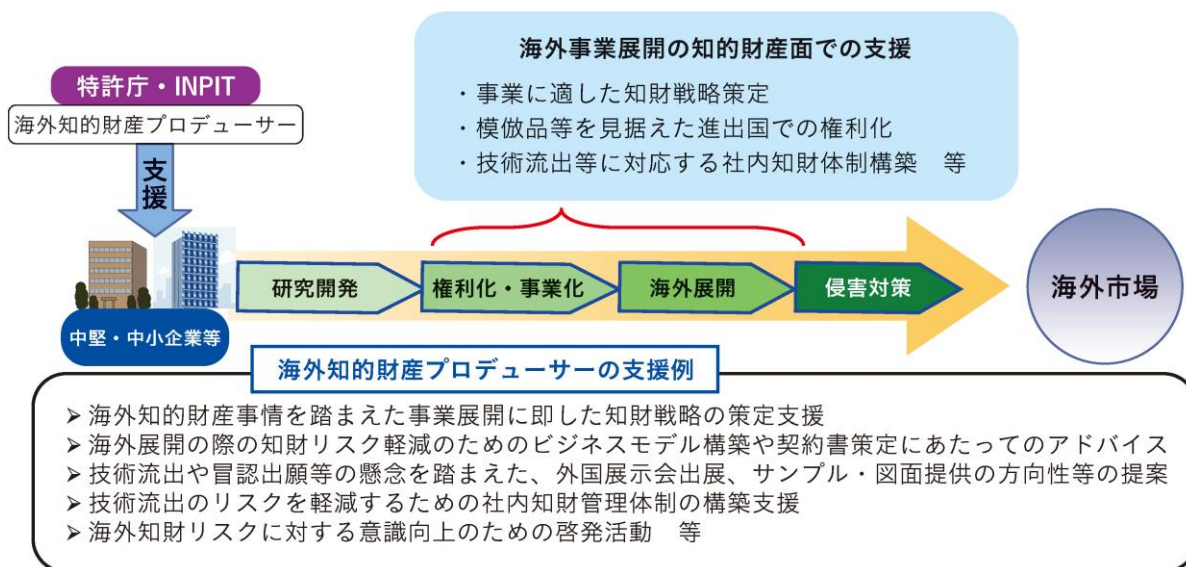 海外事業展開の知的財産面での支援
・事業に適した知財戦略策定
・模倣品等を見据えた進出国での権利化
・技術流出等に対応する社内知財体制構築　等
特許庁・INPIT
海外知的財産プロデューサー
支援
中堅・中小企業等
研究開発
権利化・事業化
海外展開
侵害対策
海外市場
海外知的財産プロデューサーの支援例
➢海外知的財産事情を踏まえた事業展開に即した知財戦略の策定支援
➢海外展開の際の知財リスク軽減のためのビジネスモデル構築や契約書策定にあたってのアドバイス
➢技術流出や冒認出願等の懸念を踏まえた、外国展示会出展、サンプル・図面提供の方向性等の提案
➢技術流出のリスクを軽減するための社内知財管理体制の構築支援
➢海外知財リスクに対する意識向上のための啓発活動　等